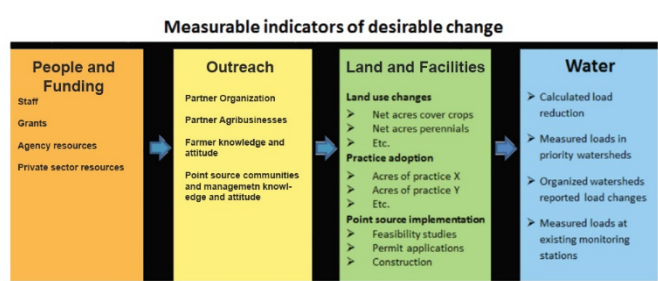 Measurable indicators of desirable change
People and
Funding
Staff
Grants
Agency resources
Private sector resources
Outreach
Partner Organization
Partner Agribusinesses
Farmer knowledge and
attitude
Point source communities
and managemetn knowl-
edge and attitude
Land and Facilities
Land use changes
➢ Net acres cover crops
➢ Net acres perennials
➢ Etc.
Practice adoption
➢ Acres of practice X
➢ Acres of practice Y
➢ Etc.
Point source implementation
➢ Feasibility studies
➢ Permit applications
➢ Construction
Water
➢ Calculated load
reduction
➢ Measured loads in
priority watersheds
➢ Organized watersheds
reported load changes
➢ Measured loads at
existing monitoring
stations